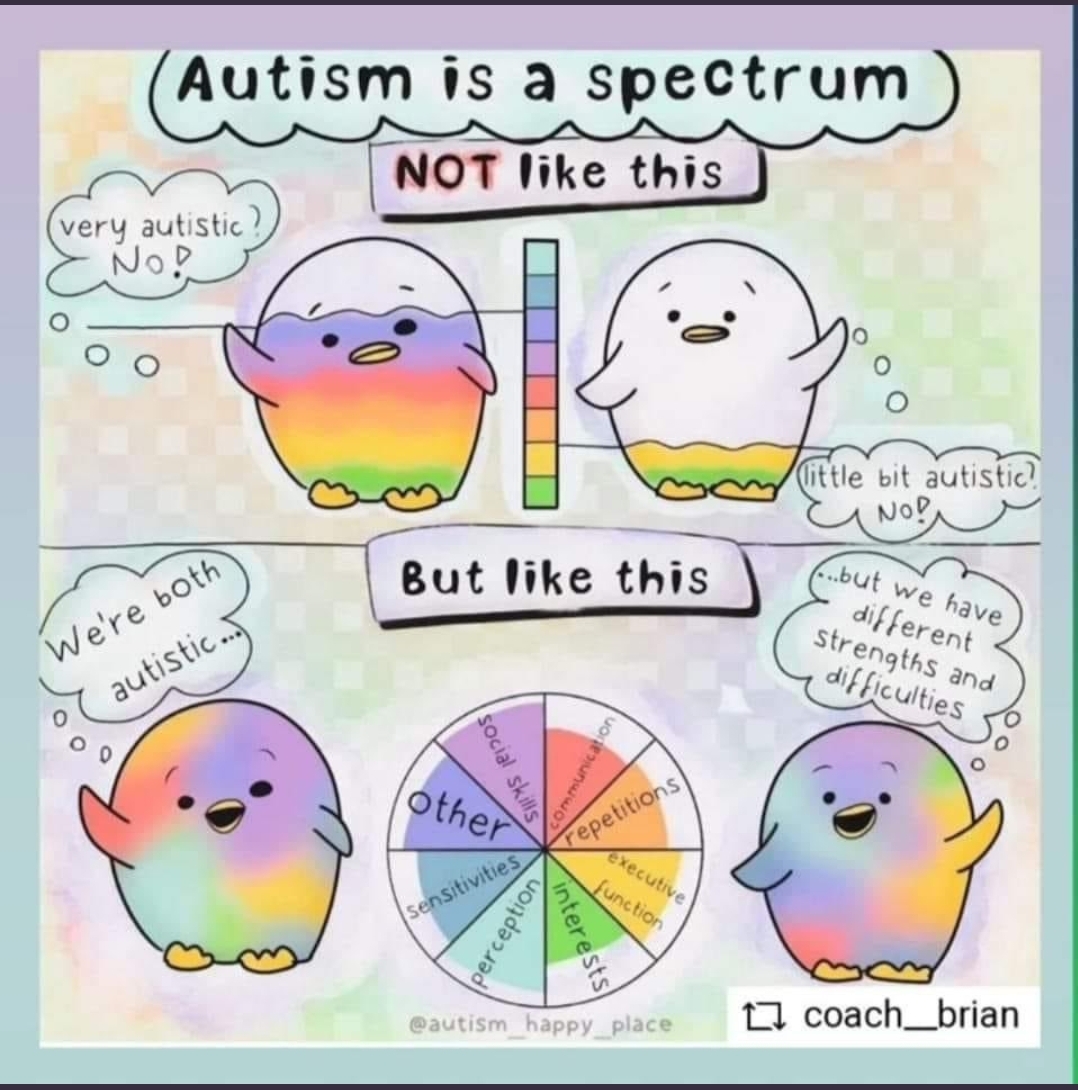 Autism is a spectrum
NOT like this
very autistic?
No!
little bit autistic?
No!
But like this
We're both
autistic...
...but we have
different
strengths and
difficulties
social skills
communication
repetitions
executive
function
interests
perception
sensitivities
Other
@autism_happy_place
coach__brian